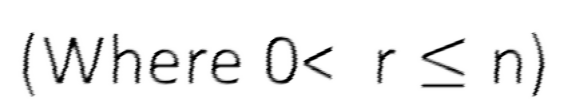 (Where 0< r ≤ n)